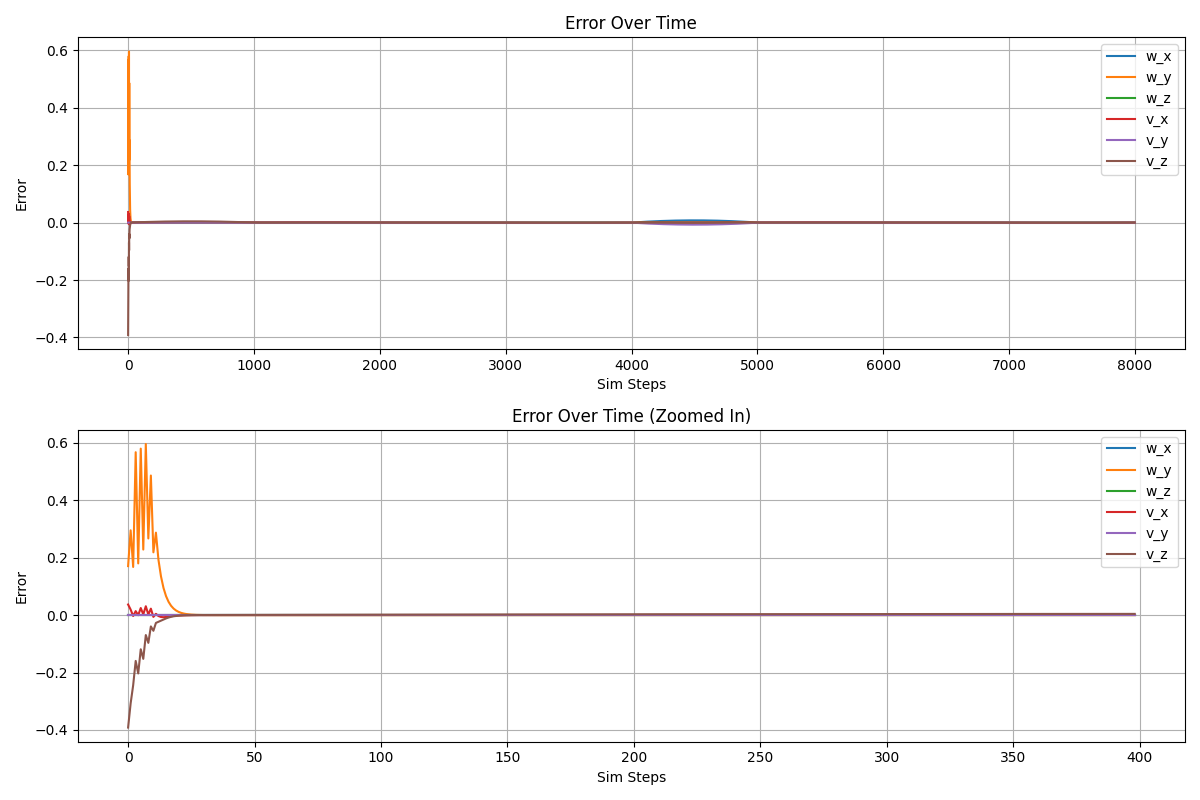 Error Over Time
0.6
0.4
0.2
0.0
−0.2
−0.4
Error
w_x
w_y
w_z
v_x
v_y
v_z
0 1000 2000 3000 4000 5000 6000 7000 8000
Sim Steps
Error Over Time (Zoomed In)
0.6
0.4
0.2
0.0
−0.2
−0.4
Error
w_x
w_y
w_z
v_x
v_y
v_z
0 50 100 150 200 250 300 350 400
Sim Steps